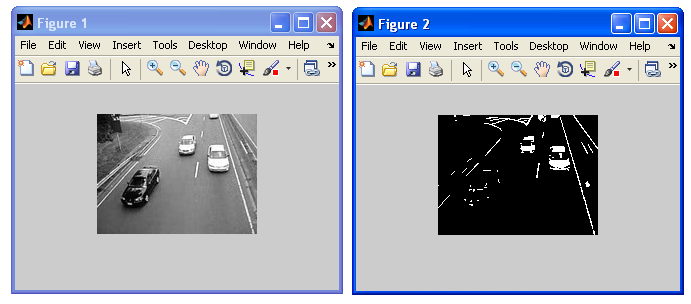 Figure 1
File Edit View Insert Tools Desktop Window Help
Figure 2
File Edit View Insert Tools Desktop Window Help